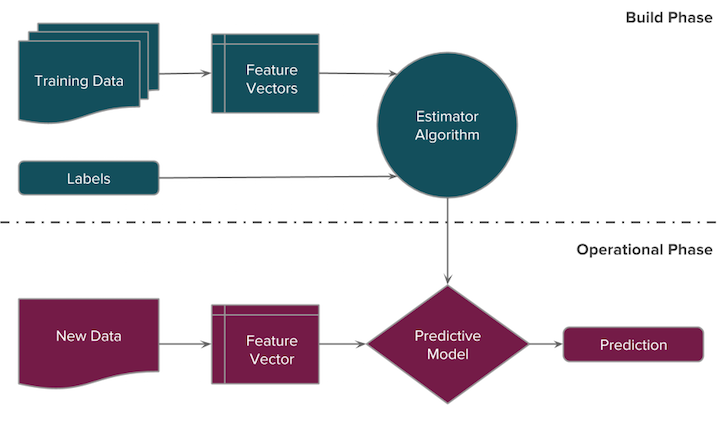 Build Phase
Training Data
Feature
Vectors
Estimator
Algorithm
Labels
Operational Phase
New Data
Feature
Vector
Predictive
Model
Prediction